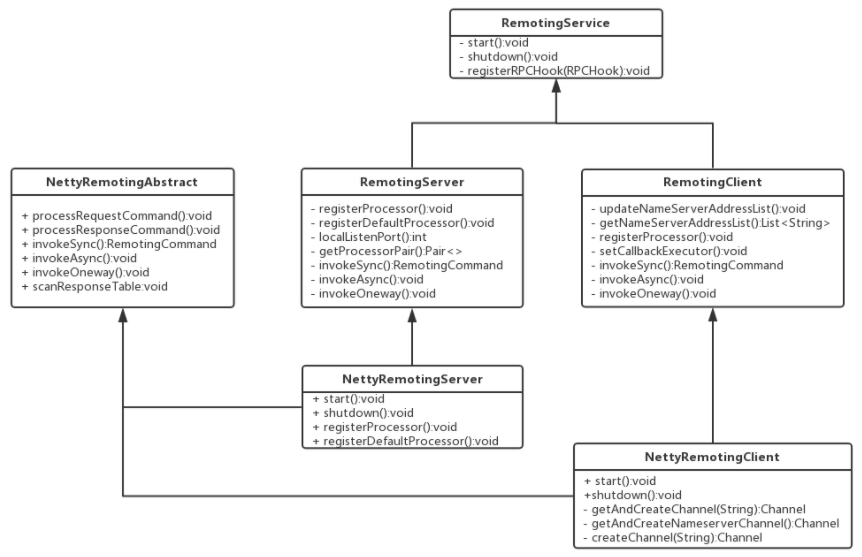 RemotingService
- start():void
- shutdown():void
- registerRPCHook(RPCHook):void
NettyRemotingAbstract
+ processRequestCommand():void
+ processResponseCommand():void
+ invokeSync():RemotingCommand
+ invokeAsync():void
+ invokeOneway():void
+ scanResponseTable:void
RemotingServer
- registerProcessor():void
- registerDefaultProcessor():void
- localListenPort():int
- getProcessorPair():Pair<>
- invokeSync():RemotingCommand
- invokeAsync():void
- invokeOneway():void
RemotingClient
- updateNameServerAddressList():void
- getNameServerAddressList():List<String>
- registerProcessor():void
- setCallbackExecutor():void
- invokeSync():RemotingCommand
- invokeAsync():void
- invokeOneway():void
NettyRemotingServer
+ start():void
+ shutdown():void
+ registerProcessor():void
+ registerDefaultProcessor():void
NettyRemotingClient
+ start():void
+shutdown():void
- getAndCreateChannel(String):Channel
- getAndCreateNameserverChannel():Channel
- createChannel(String):Channel